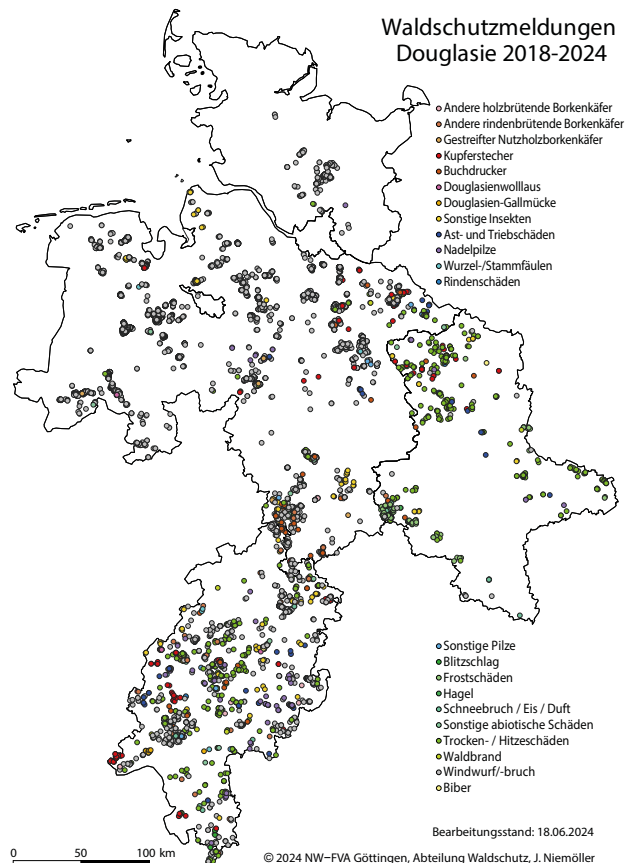 Waldschutzmeldungen
Douglasie 2018-2024
Andere holzbrütende Borkenkäfer
Andere rindenbrütende Borkenkäfer
Gestreifter Nutzholzborkenkäfer
Kupferstecher
Buchdrucker
Douglasienwolllaus
Douglasien-Gallmücke
Sonstige Insekten
Ast- und Triebschäden
Nadelpilze
Wurzel-/Stammfäulen
Rindenschäden
Sonstige Pilze
Blitzschlag
Frostschäden
Hagel
Schneebruch / Eis / Duft
Sonstige abiotische Schäden
Trocken- / Hitzeschäden
Waldbrand
Windwurf/-bruch
Biber
Bearbeitungsstand: 18.06.2024
0 50 100 km
© 2024 NW−FVA Göttingen, Abteilung Waldschutz, J. Niemöller